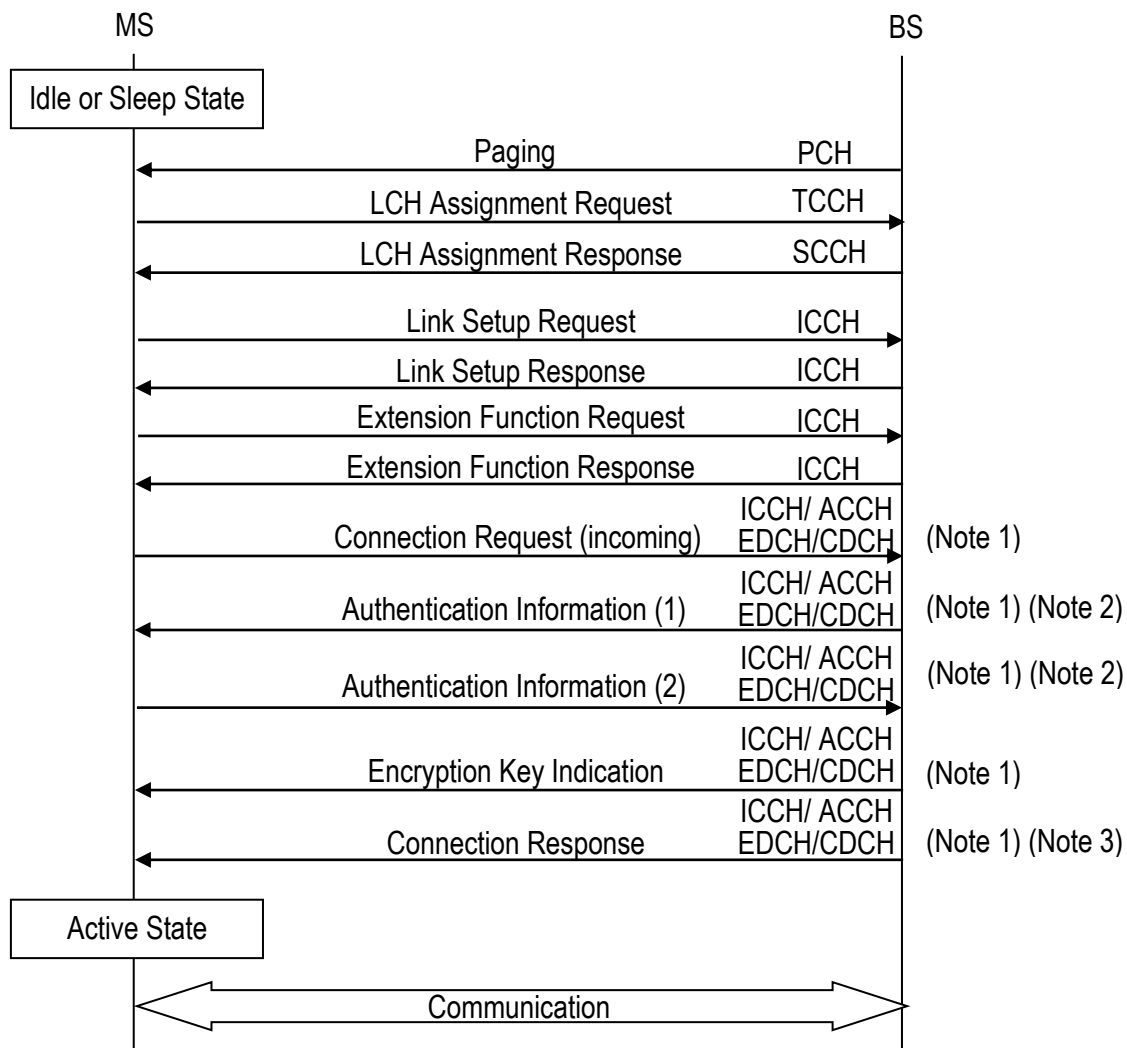 MS
BS
Idle or Sleep State
Paging PCH
LCH Assignment Request TCCH
LCH Assignment Response SCCH
Link Setup Request ICCH
Link Setup Response ICCH
Extension Function Request ICCH
Extension Function Response ICCH
ICCH/ ACCH
Connection Request (incoming) EDCH/CDCH (Note 1)
ICCH/ ACCH
Authentication Information (1) EDCH/CDCH (Note 1) (Note 2)
ICCH/ ACCH
Authentication Information (2) EDCH/CDCH (Note 1) (Note 2)
ICCH/ ACCH
Encryption Key Indication EDCH/CDCH (Note 1)
ICCH/ ACCH
Connection Response EDCH/CDCH (Note 1) (Note 3)
Active State
Communication